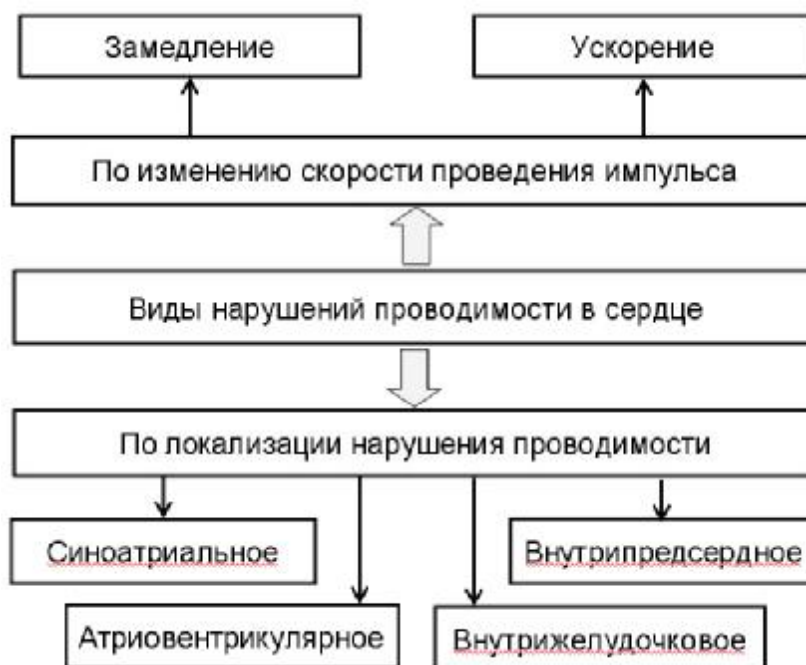 Замедление
Ускорение
По изменению скорости проведения импульса
Виды нарушений проводимости в сердце
По локализации нарушения проводимости
Синоатриальное
Внутрипредсердное
Атриовентрикулярное
Внутрижелудочковое